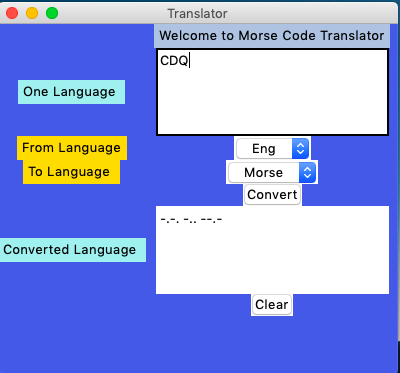 Translator
Welcome to Morse Code Translator
One Language
CDQ
From Language
Eng
To Language
Morse
Convert
Converted Language
-.-. -.. --.-
Clear